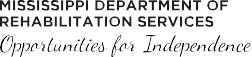 MISSISSIPPI DEPARTMENT OF
REHABILITATION SERVICES
Opportunities for Independence